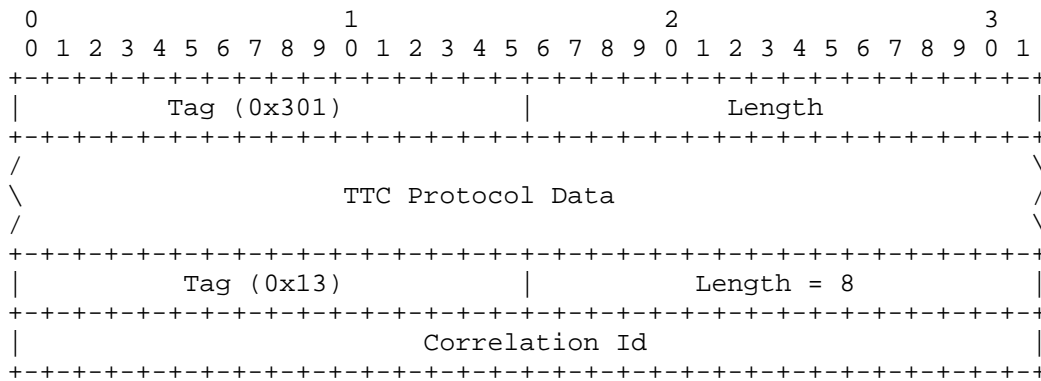 0                   1                   2                   3
 0 1 2 3 4 5 6 7 8 9 0 1 2 3 4 5 6 7 8 9 0 1 2 3 4 5 6 7 8 9 0 1
+-+-+-+-+-+-+-+-+-+-+-+-+-+-+-+-+-+-+-+-+-+-+-+-+-+-+-+-+-+-+-+-+
|         Tag (0x301)           |            Length             |
+-+-+-+-+-+-+-+-+-+-+-+-+-+-+-+-+-+-+-+-+-+-+-+-+-+-+-+-+-+-+-+-+
/                                                               \
\                    TTC Protocol Data                          /
/                                                               \
+-+-+-+-+-+-+-+-+-+-+-+-+-+-+-+-+-+-+-+-+-+-+-+-+-+-+-+-+-+-+-+-+
|          Tag (0x13)           |          Length = 8           |
+-+-+-+-+-+-+-+-+-+-+-+-+-+-+-+-+-+-+-+-+-+-+-+-+-+-+-+-+-+-+-+-+
|                         Correlation Id                        |
+-+-+-+-+-+-+-+-+-+-+-+-+-+-+-+-+-+-+-+-+-+-+-+-+-+-+-+-+-+-+-+-+